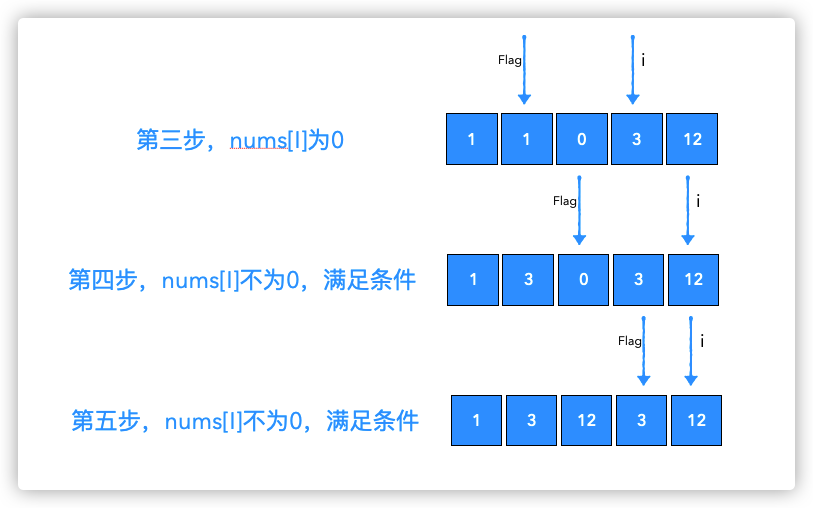 Flag i
第三步，nums[I]为0 1 1 0 3 12
Flag i
第四步，nums[I]不为0，满足条件 1 3 0 3 12
Flag i
第五步，nums[I]不为0，满足条件 1 3 12 3 12